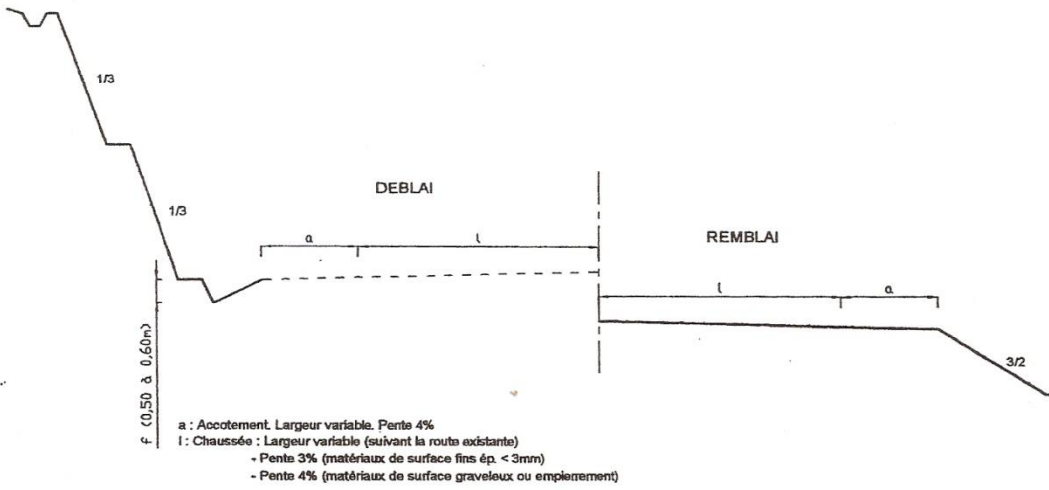 1/3
DEBLAI
1/3
a
l
REMBLAI
l
a
3/2
f (0,50 à 0,60m)
a : Accotement. Largeur variable. Pente 4%
l : Chaussée : Largeur variable (suivant la route existante)
- Pente 3% (matériaux de surface fins ép. < 3mm)
- Pente 4% (matériaux de surface graveleux ou empierrement)